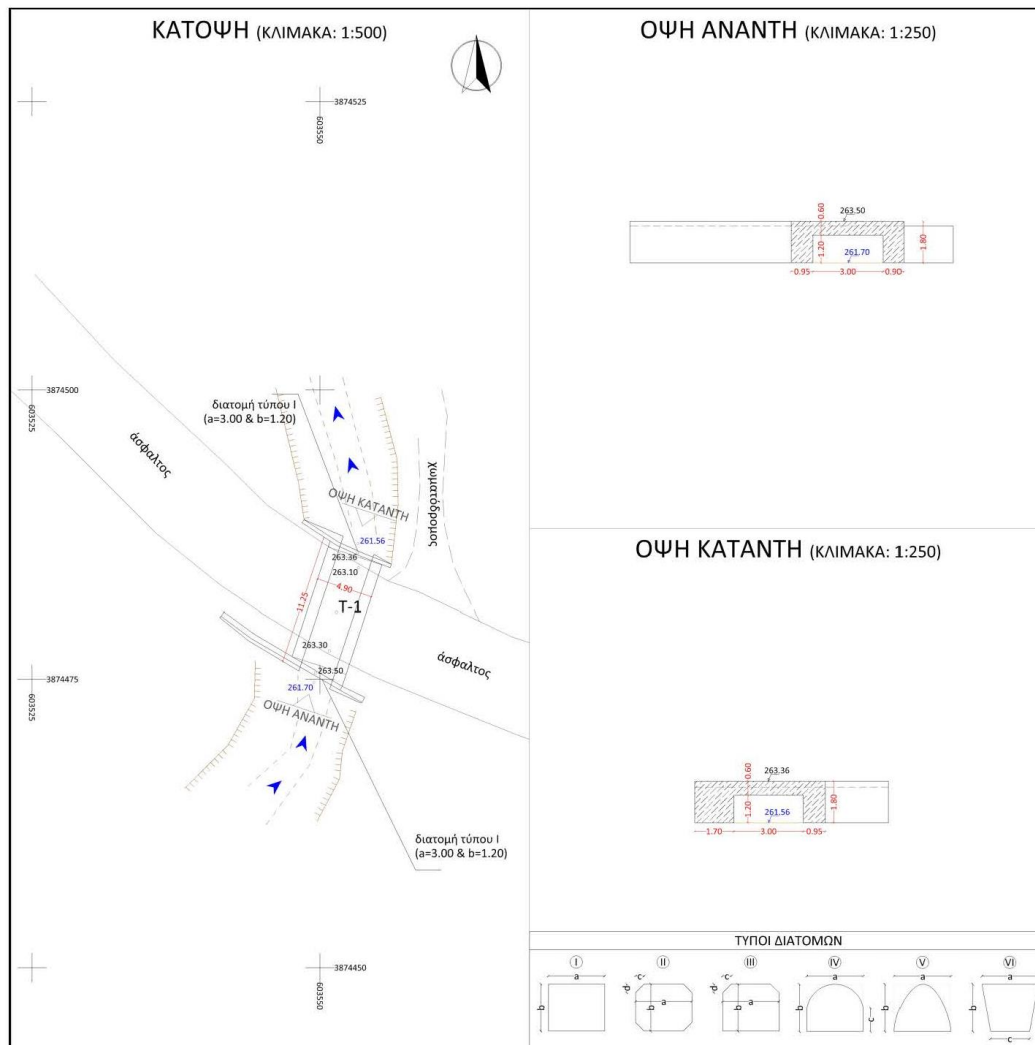 ΚΑΤΟΨΗ (ΚΛΙΜΑΚΑ: 1:500)
3874525
603550
3874500
603525
διατομή τύπου Ι
(a=3.00 & b=1.20)
άσφαλτος
χωματόδρομος
ΟΨΗ ΚΑΤΑΝΤΗ
261.56
263.36
263.10
4.90
11.25
T-1
263.30
263.50
άσφαλτος
3874475
603525
261.70
ΟΨΗ ΑΝΑΝΤΗ
διατομή τύπου Ι
(a=3.00 & b=1.20)
3874450
603550
ΟΨΗ ΑΝΑΝΤΗ (ΚΛΙΜΑΚΑ: 1:250)
0.60
263.50
1.20
261.70
1.80
0.95
3.00
0.90
ΟΨΗ ΚΑΤΑΝΤΗ (ΚΛΙΜΑΚΑ: 1:250)
0.60
263.36
1.20
261.56
1.80
1.70
3.00
0.95
ΤΥΠΟΙ ΔΙΑΤΟΜΩΝ
I II III IV V VI
a c c a a a
b d b a d b a b c b b c